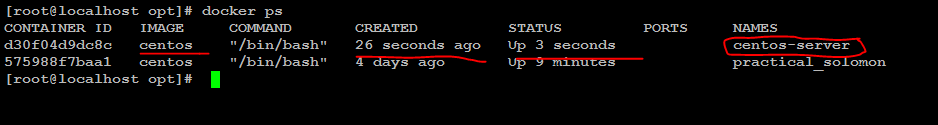 [root@localhost opt]# docker ps
CONTAINER ID IMAGE COMMAND CREATED STATUS PORTS NAMES
d30f04d9dc8c centos "/bin/bash" 26 seconds ago Up 3 seconds centos-server
575988f7baa1 centos "/bin/bash" 4 days ago Up 9 minutes practical_solomon
[root@localhost opt]#